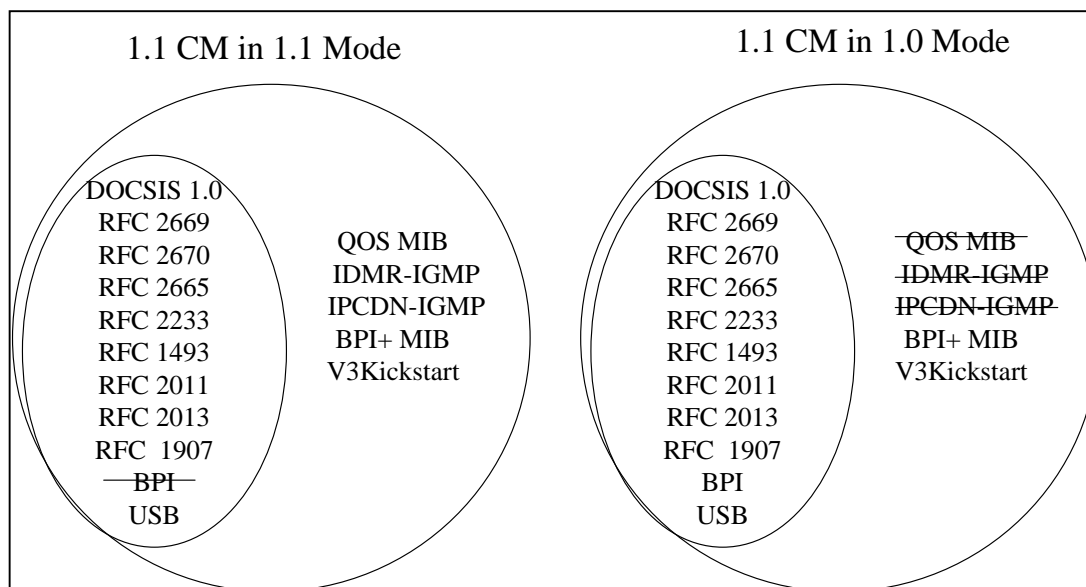 1.1 CM in 1.1 Mode
DOCSIS 1.0
RFC 2669
RFC 2670
RFC 2665
RFC 2233
RFC 1493
RFC 2011
RFC 2013
RFC 1907
BPI
USB
QOS MIB
IDMR-IGMP
IPCDN-IGMP
BPI+ MIB
V3Kickstart
1.1 CM in 1.0 Mode
DOCSIS 1.0
RFC 2669
RFC 2670
RFC 2665
RFC 2233
RFC 1493
RFC 2011
RFC 2013
RFC 1907
BPI
USB
QOS MIB
IDMR-IGMP
IPCDN-IGMP
BPI+ MIB
V3Kickstart